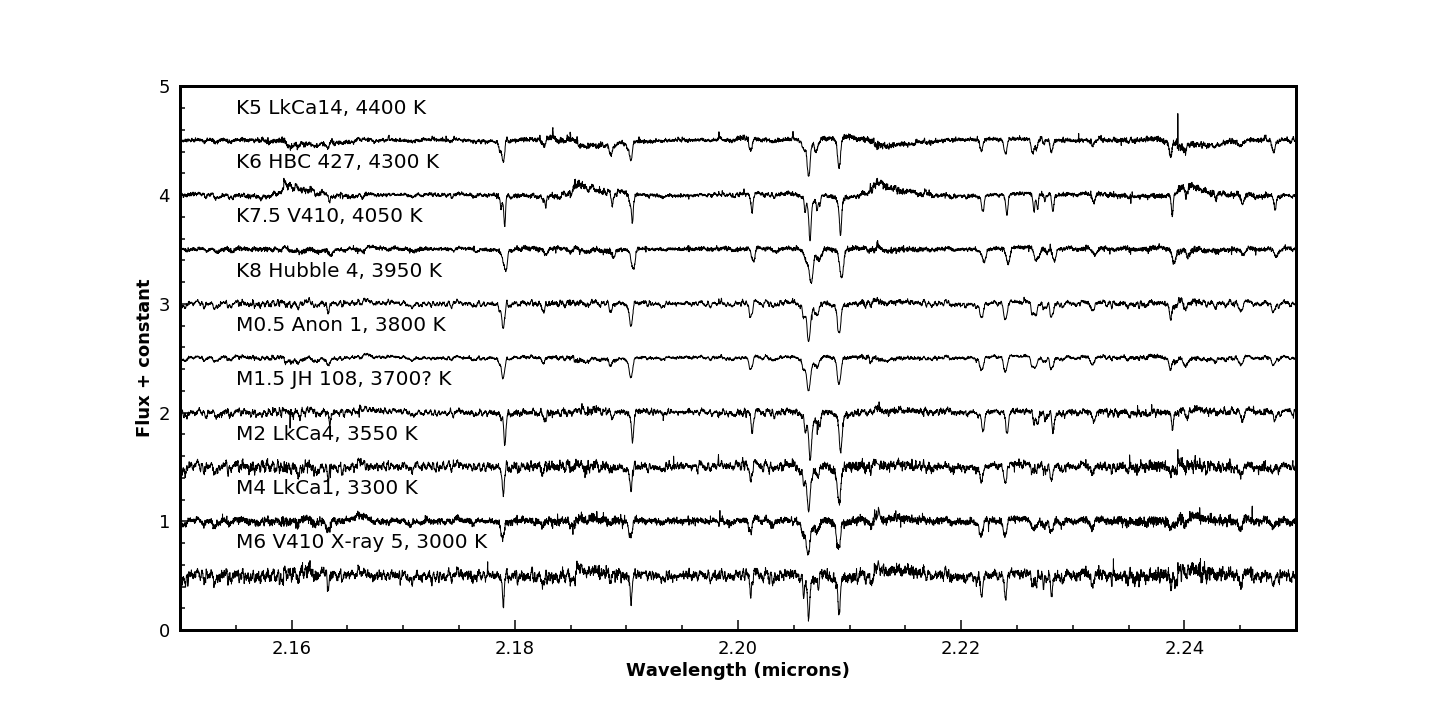 5
K5 LkCa14, 4400 K
K6 HBC 427, 4300 K
4
K7.5 V410, 4050 K
K8 Hubble 4, 3950 K
3
M0.5 Anon 1, 3800 K
M1.5 JH 108, 3700? K
2
M2 LkCa4, 3550 K
M4 LkCa1, 3300 K
1
M6 V410 X-ray 5, 3000 K
0
Flux + constant
2.16 2.18 2.20 2.22 2.24
Wavelength (microns)